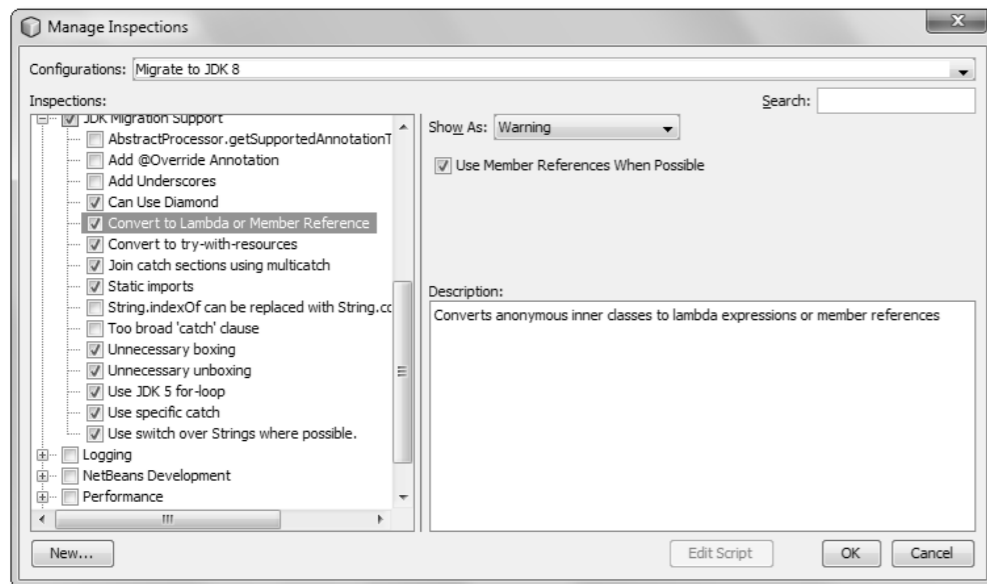 Manage Inspections
Configurations: Migrate to JDK 8
Inspections:
Search:
JDK Migration Support
AbstractProcessor.getSupportedAnnotationT
Add @Override Annotation
Add Underscores
Can Use Diamond
Convert to Lambda or Member Reference
Convert to try-with-resources
Join catch sections using multicatch
Static imports
String.indexOf can be replaced with String.cc
Too broad 'catch' clause
Unnecessary boxing
Unnecessary unboxing
Use JDK 5 for-loop
Use specific catch
Use switch over Strings where possible.
Logging
NetBeans Development
Performance
Show As: Warning
Use Member References When Possible
Description:
Converts anonymous inner classes to lambda expressions or member references
New...
Edit Script
OK
Cancel